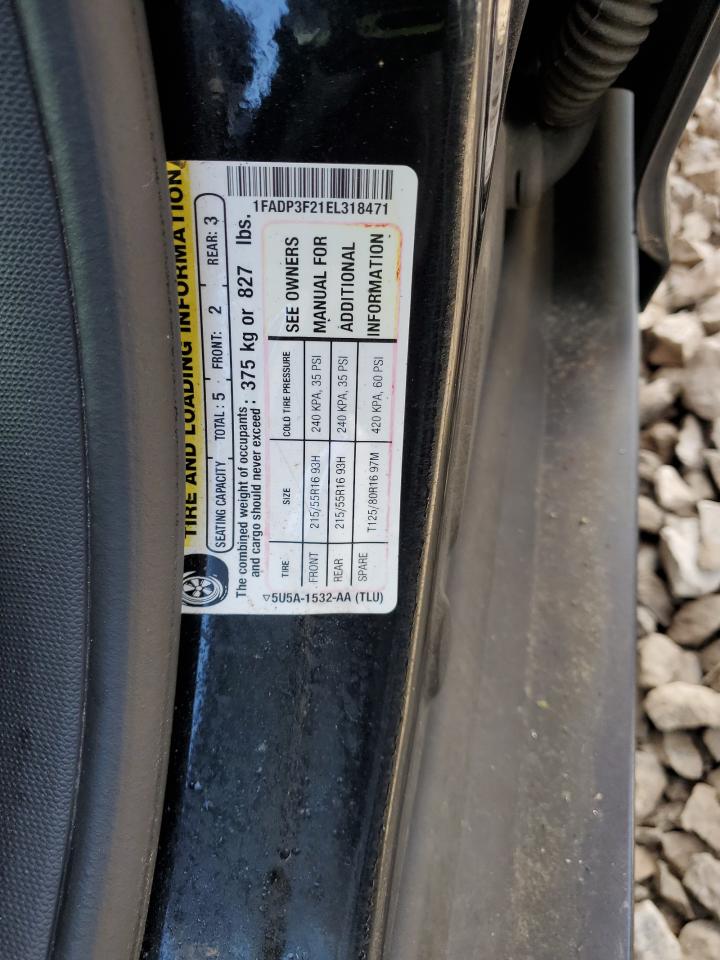 TIRE AND LOADING INFORMATION
SEATING CAPACITY TOTAL: 5 FRONT: 2 REAR: 3
The combined weight of occupants
and cargo should never exceed: 375 kg or 827 lbs.
TIRE SIZE COLD TIRE PRESSURE
FRONT 215/55R16 93H 240 KPA, 35 PSI
REAR 215/55R16 93H 240 KPA, 35 PSI
SPARE T125/80R16 97M 420 KPA, 60 PSI
SEE OWNERS
MANUAL FOR
ADDITIONAL
INFORMATION
▽5U5A-1532-AA (TLU)
1FADP3F21EL318471